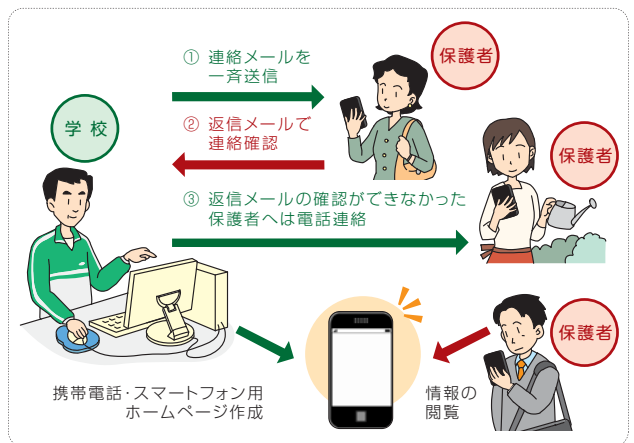 ① 連絡メールを
一斉送信
保護者
学校
② 返信メールで
連絡確認
保護者
③ 返信メールの確認ができなかった
保護者へは電話連絡
保護者
携帯電話・スマートフォン用
ホームページ作成
情報の
閲覧